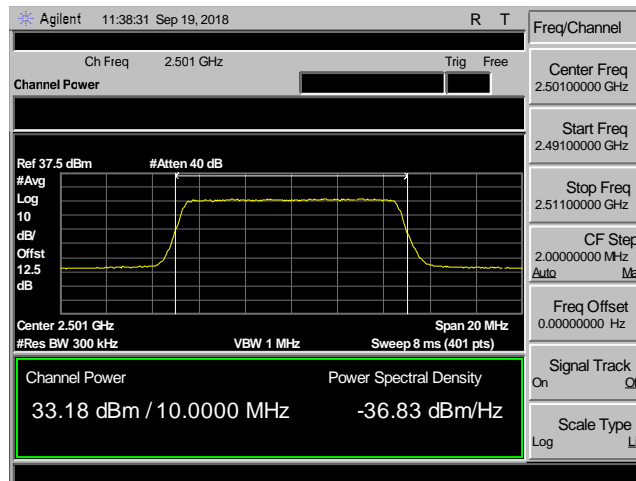 Agilent 11:38:31 Sep 19, 2018 R T
Freq/Channel
Ch Freq 2.501 GHz Trig Free
Channel Power
Center Freq
2.50100000 GHz
Start Freq
2.49100000 GHz
Stop Freq
2.51100000 GHz
CF Step
2.00000000 MHz
Auto Ma
Freq Offset
0.00000000 Hz
Signal Track
On Of
Scale Type
Log Li
Ref 37.5 dBm #Atten 40 dB
#Avg
Log
10
dB/
Offst
12.5
dB
Center 2.501 GHz Span 20 MHz
#Res BW 300 kHz VBW 1 MHz Sweep 8 ms (401 pts)
Channel Power Power Spectral Density
33.18 dBm / 10.0000 MHz -36.83 dBm/Hz